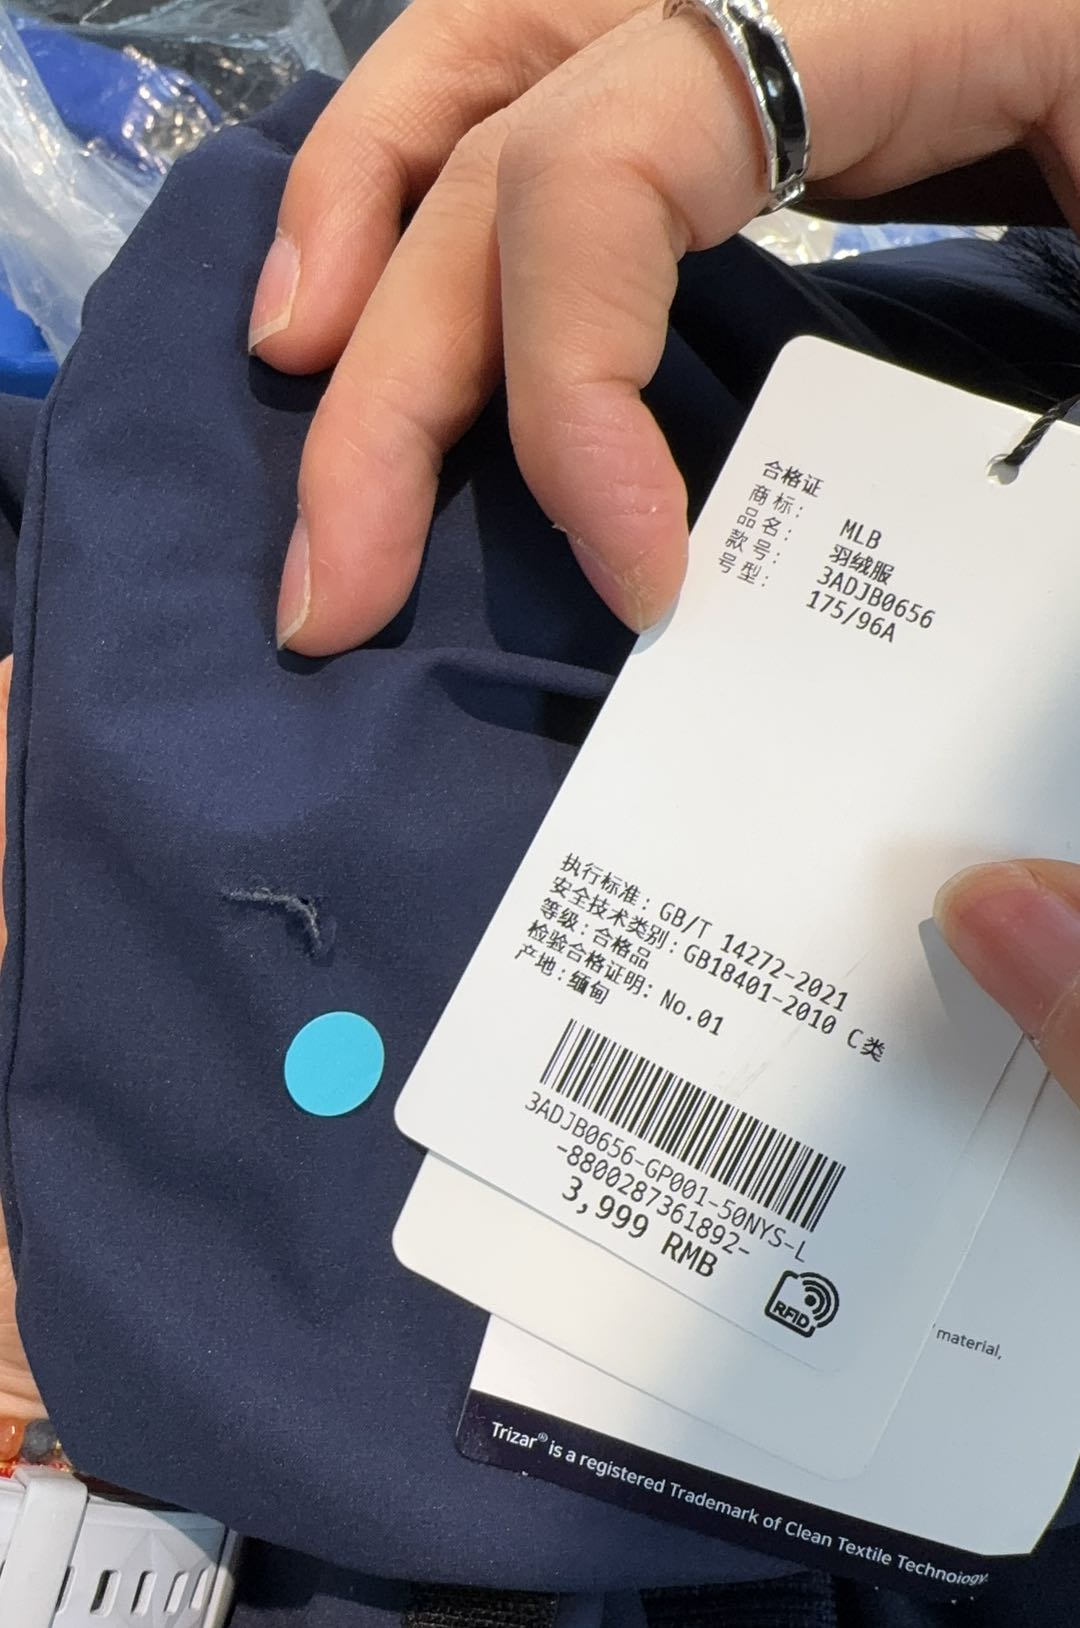 合格证
商标： MLB
品名： 羽绒服
款号： 3ADJB0656
号型： 175/96A
执行标准：GB/T 14272-2021
安全技术类别：GB18401-2010 C类
等级：合格品
检验合格证明：No.01
产地：缅甸
3ADJB0656-GP001-50NYS-L
-8800287361892-
3,999 RMB
RFID
material,
Trizar® is a registered Trademark of Clean Textile Technology.